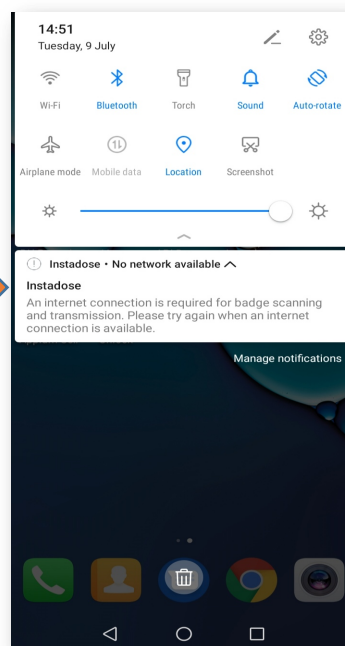 14:51
Tuesday, 9 July
Wi-Fi
Bluetooth
Torch
Sound
Auto-rotate
Airplane mode
Mobile data
Location
Screenshot
Instadose • No network available
Instadose
An internet connection is required for badge scanning
and transmission. Please try again when an internet
connection is available.
Manage notifications